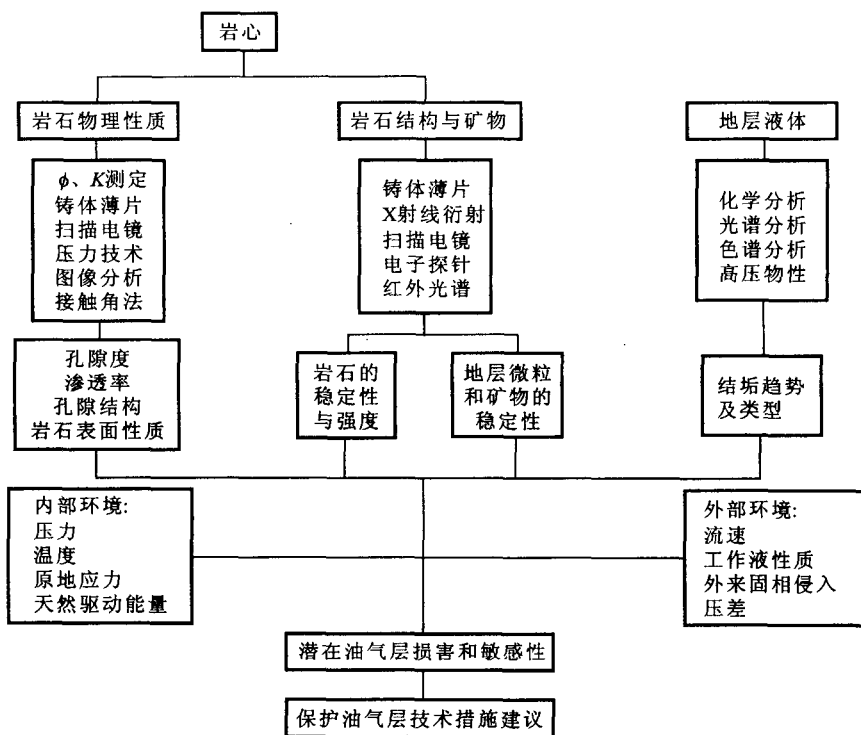 岩心
岩石物理性质
岩石结构与矿物
地层液体
ϕ、K测定
铸体薄片
扫描电镜
压力技术
图像分析
接触角法
铸体薄片
X射线衍射
扫描电镜
电子探针
红外光谱
化学分析
光谱分析
色谱分析
高压物性
孔隙度
渗透率
孔隙结构
岩石表面性质
岩石的
稳定性
与强度
地层微粒
和矿物的
稳定性
结垢趋势
及类型
内部环境:
压力
温度
原地应力
天然驱动能量
外部环境:
流速
工作液性质
外来固相侵入
压差
潜在油气层损害和敏感性
保护油气层技术措施建议